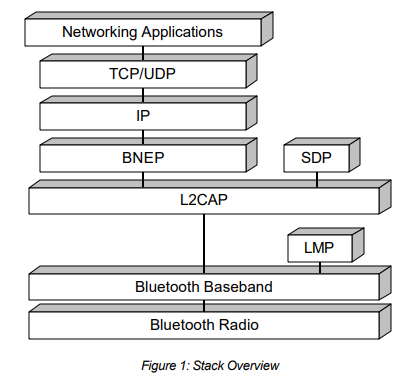 Networking Applications
TCP/UDP
IP
BNEP
SDP
L2CAP
LMP
Bluetooth Baseband
Bluetooth Radio
Figure 1: Stack Overview